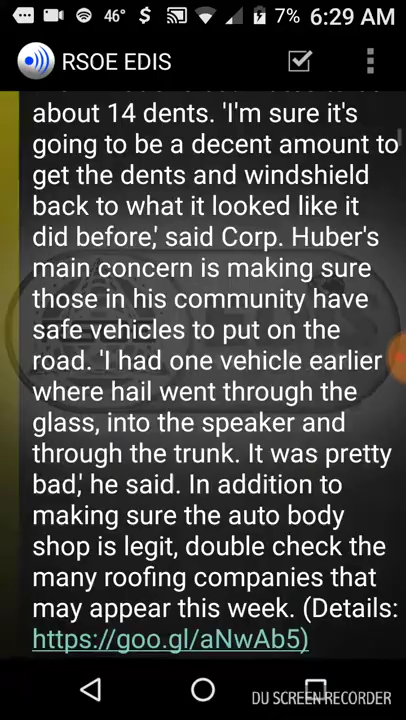 46° $ 7% 6:29 AM
RSOE EDIS
about 14 dents. 'I'm sure it's
going to be a decent amount to
get the dents and windshield
back to what it looked like it
did before,' said Corp. Huber's
main concern is making sure
those in his community have
safe vehicles to put on the
road. 'I had one vehicle earlier
where hail went through the
glass, into the speaker and
through the trunk. It was pretty
bad,' he said. In addition to
making sure the auto body
shop is legit, double check the
many roofing companies that
may appear this week. (Details:
https://goo.gl/aNwAb5)
DU SCREEN RECORDER